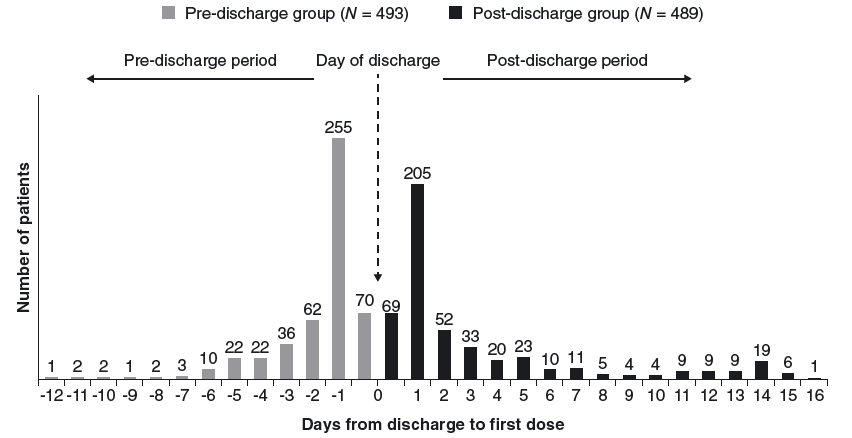 Pre-discharge group (N = 493) Post-discharge group (N = 489)
Pre-discharge period Day of discharge Post-discharge period
Number of patients
255
205
70 69
62
52
36
33
22 22
20 23
10
10 11
1 2 2 1 2 3
5 4 4 9 9 9
19
6 1
-12 -11 -10 -9 -8 -7 -6 -5 -4 -3 -2 -1 0 1 2 3 4 5 6 7 8 9 10 11 12 13 14 15 16
Days from discharge to first dose